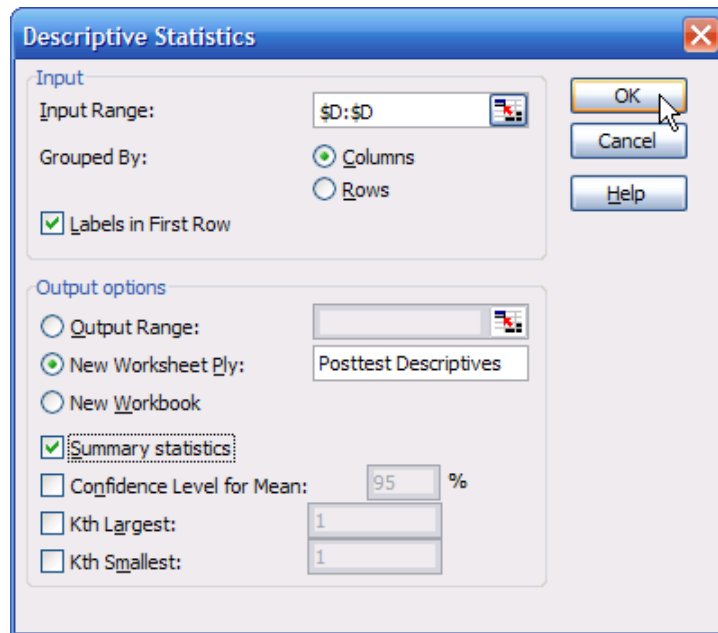 Descriptive Statistics
Input
Input Range: $D:$D
OK
Cancel
Grouped By: Columns
Rows
Help
Labels in First Row
Output options
Output Range:
New Worksheet Ply: Posttest Descriptives
New Workbook
Summary statistics
Confidence Level for Mean: 95 %
Kth Largest: 1
Kth Smallest: 1